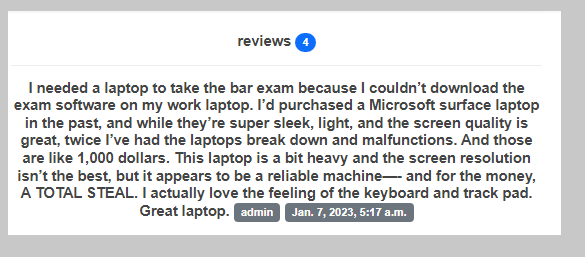 reviews 4
I needed a laptop to take the bar exam because I couldn’t download the
exam software on my work laptop. I’d purchased a Microsoft surface laptop
in the past, and while they’re super sleek, light, and the screen quality is
great, twice I’ve had the laptops break down and malfunctions. And those
are like 1,000 dollars. This laptop is a bit heavy and the screen resolution
isn’t the best, but it appears to be a reliable machine—- and for the money,
A TOTAL STEAL. I actually love the feeling of the keyboard and track pad.
Great laptop. admin Jan. 7, 2023, 5:17 a.m.